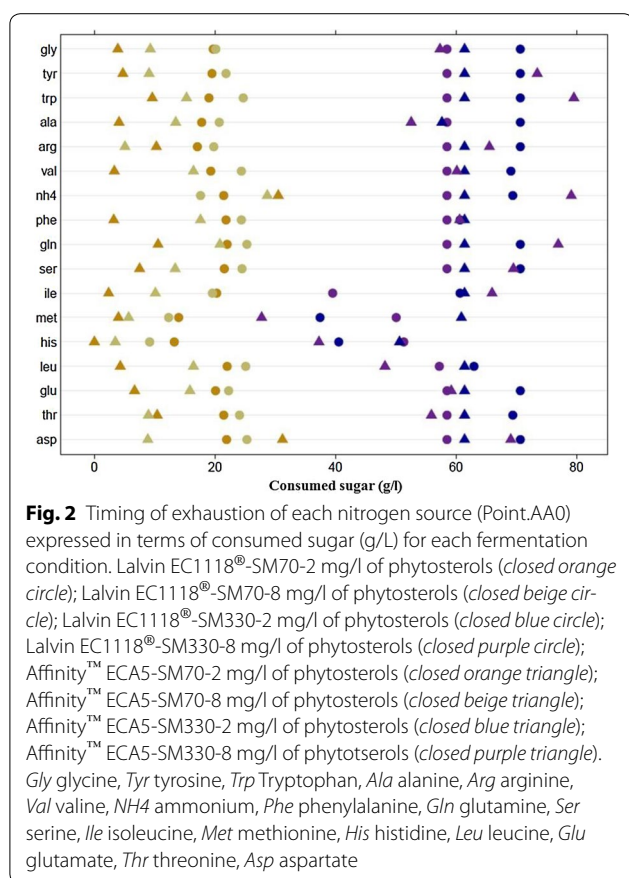 gly
tyr
trp
ala
arg
val
nh4
phe
gln
ser
ile
met
his
leu
glu
thr
asp
0 20 40 60 80
Consumed sugar (g/l)
Fig. 2 Timing of exhaustion of each nitrogen source (Point.AA0)
expressed in terms of consumed sugar (g/L) for each fermentation
condition. Lalvin EC1118®-SM70-2 mg/l of phytosterols (closed orange
circle); Lalvin EC1118®-SM70-8 mg/l of phytosterols (closed beige cir-
cle); Lalvin EC1118®-SM330-2 mg/l of phytosterols (closed blue circle);
Lalvin EC1118®-SM330-8 mg/l of phytosterols (closed purple circle);
Affinity™ ECA5-SM70-2 mg/l of phytosterols (closed orange triangle);
Affinity™ ECA5-SM70-8 mg/l of phytosterols (closed beige triangle);
Affinity™ ECA5-SM330-2 mg/l of phytosterols (closed blue triangle);
Affinity™ ECA5-SM330-8 mg/l of phytotserols (closed purple triangle).
Gly glycine, Tyr tyrosine, Trp Tryptophan, Ala alanine, Arg arginine,
Val valine, NH4 ammonium, Phe phenylalanine, Gln glutamine, Ser
serine, Ile isoleucine, Met methionine, His histidine, Leu leucine, Glu
glutamate, Thr threonine, Asp aspartate